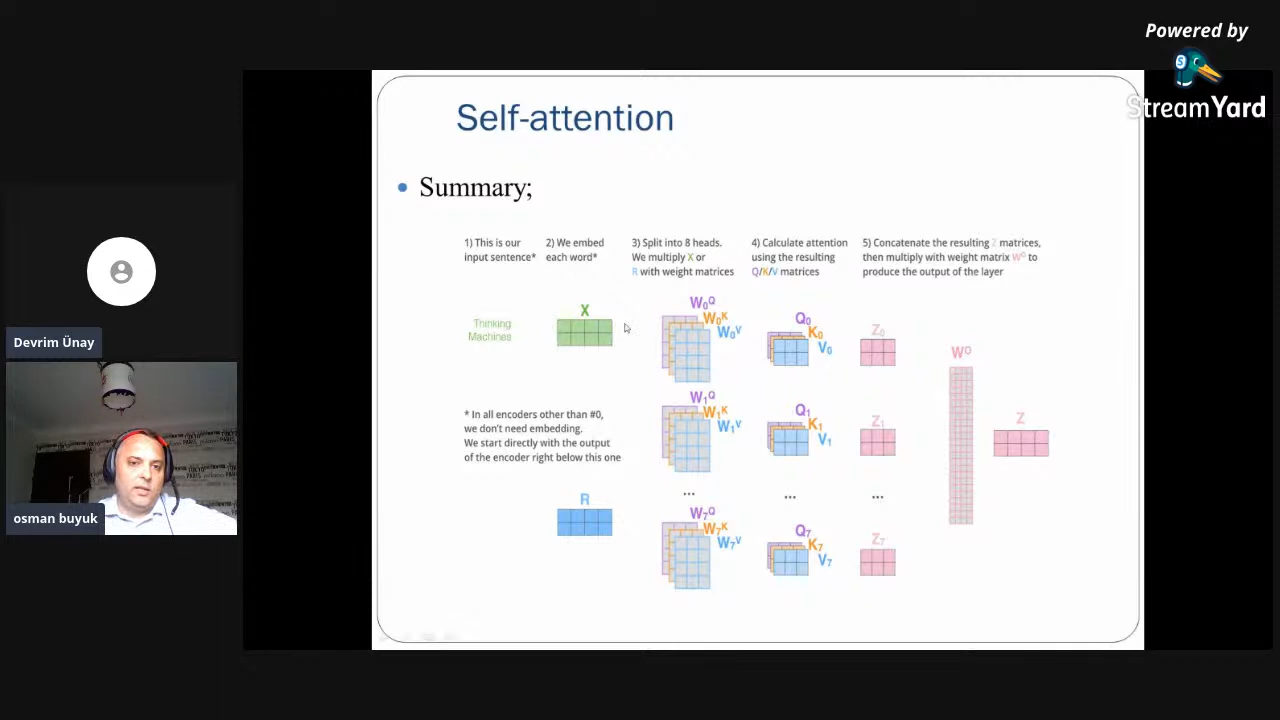 Powered by
StreamYard
Self-attention
Summary;
1) This is our
input sentence*
2) We embed
each word*
3) Split into 8 heads.
We multiply X or
R with weight matrices
4) Calculate attention
using the resulting
Q/K/V matrices
5) Concatenate the resulting Z matrices,
then multiply with weight matrix Wᴼ to
produce the output of the layer
Thinking
Machines
X
W₀Q
W₀K
W₀V
Q₀
K₀
V₀
Z₀
* In all encoders other than #0,
we don't need embedding.
We start directly with the output
of the encoder right below this one
W₁Q
W₁K
W₁V
Q₁
K₁
V₁
Z₁
Wᴼ
Z
...
...
...
R
W₇Q
W₇K
W₇V
Q₇
K₇
V₇
Z₇
Devrim Ünay
osman buyuk